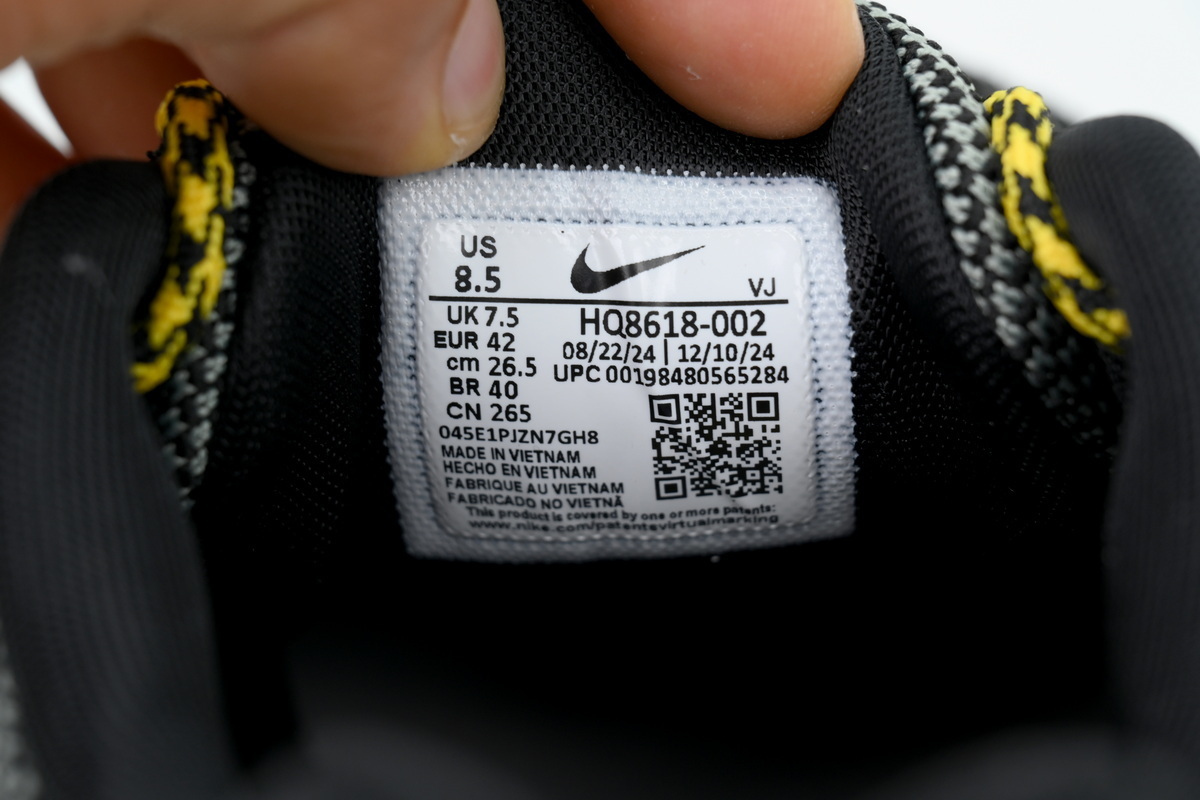 US
8.5
VJ
UK 7.5
EUR 42
cm 26.5
BR 40
CN 265
HQ8618-002
08/22/24 | 12/10/24
UPC 00198480565284
045E1PJZN7GH8
MADE IN VIETNAM
HECHO EN VIETNAM
FABRIQUE AU VIETNAM
FABRICADO NO VIETNÃ
This product is covered by one or more patents:
www.nike.com/patentsvirtualmarking